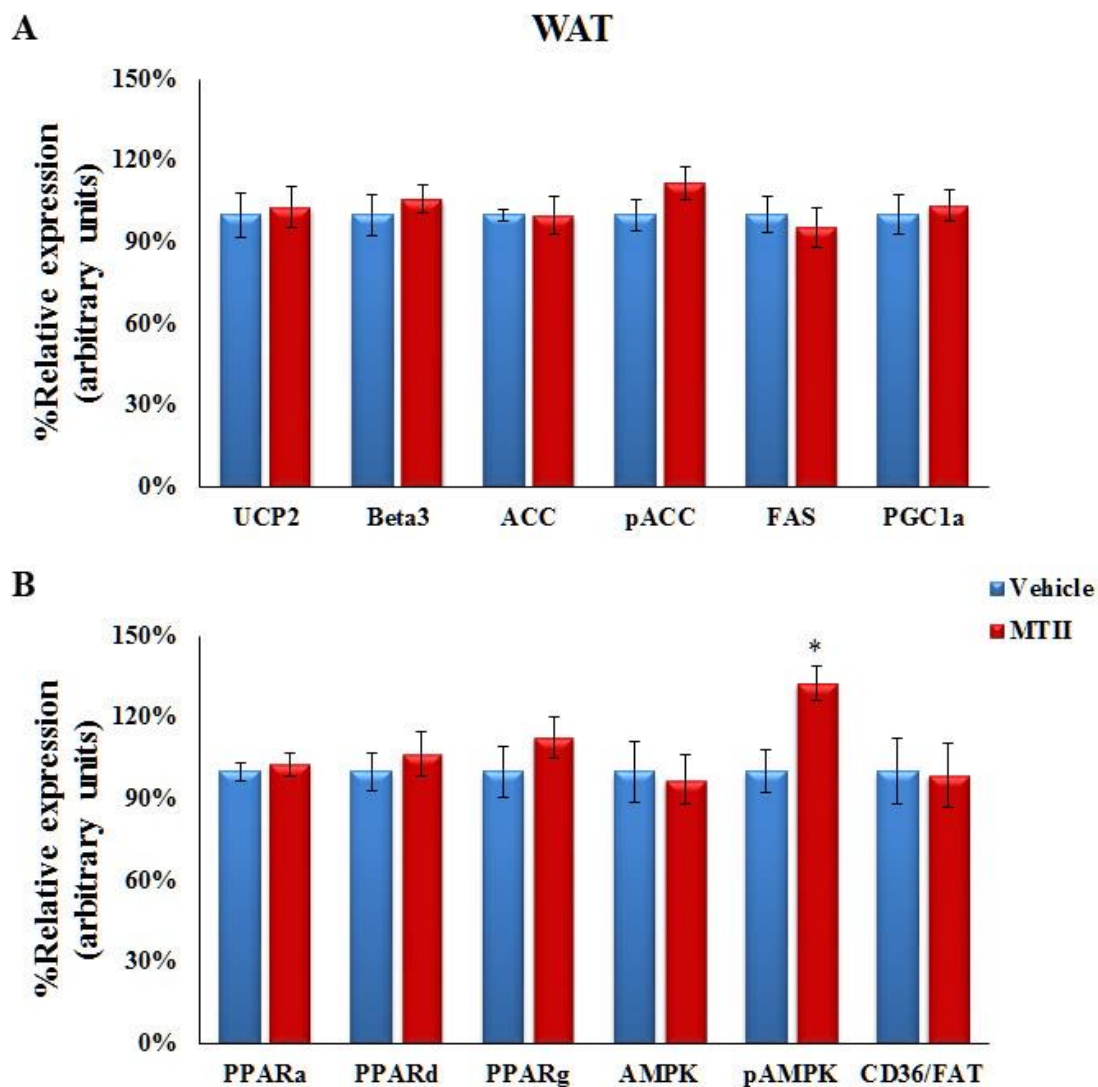 A
WAT
%Relative expression
(arbitrary units)
150%
120%
90%
60%
30%
0%
UCP2 Beta3 ACC pACC FAS PGC1a
B
Vehicle
MTII
%Relative expression
(arbitrary units)
150%
120%
90%
60%
30%
0%
*
PPARa PPARd PPARg AMPK pAMPK CD36/FAT